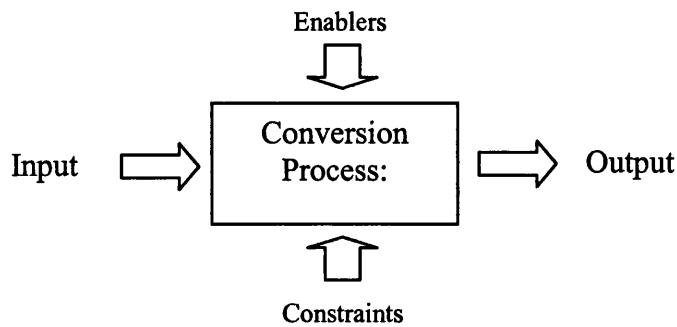 Enablers
Conversion
Process:
Input
Output
Constraints